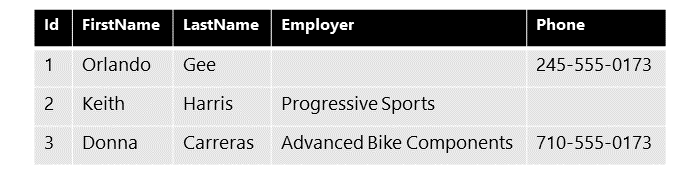 Id FirstName LastName Employer Phone
1 Orlando Gee 245-555-0173
2 Keith Harris Progressive Sports
3 Donna Carreras Advanced Bike Components 710-555-0173